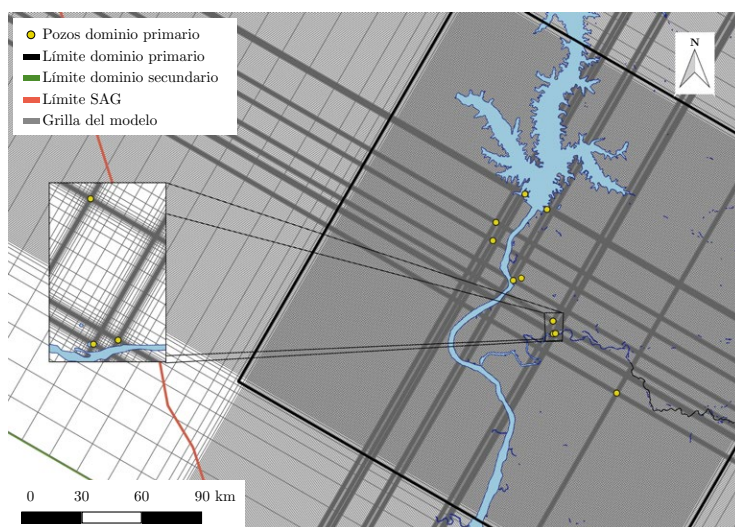 Pozos dominio primario
Límite dominio primario
Límite dominio secundario
Límite SAG
Grilla del modelo
N
0 30 60 90 km